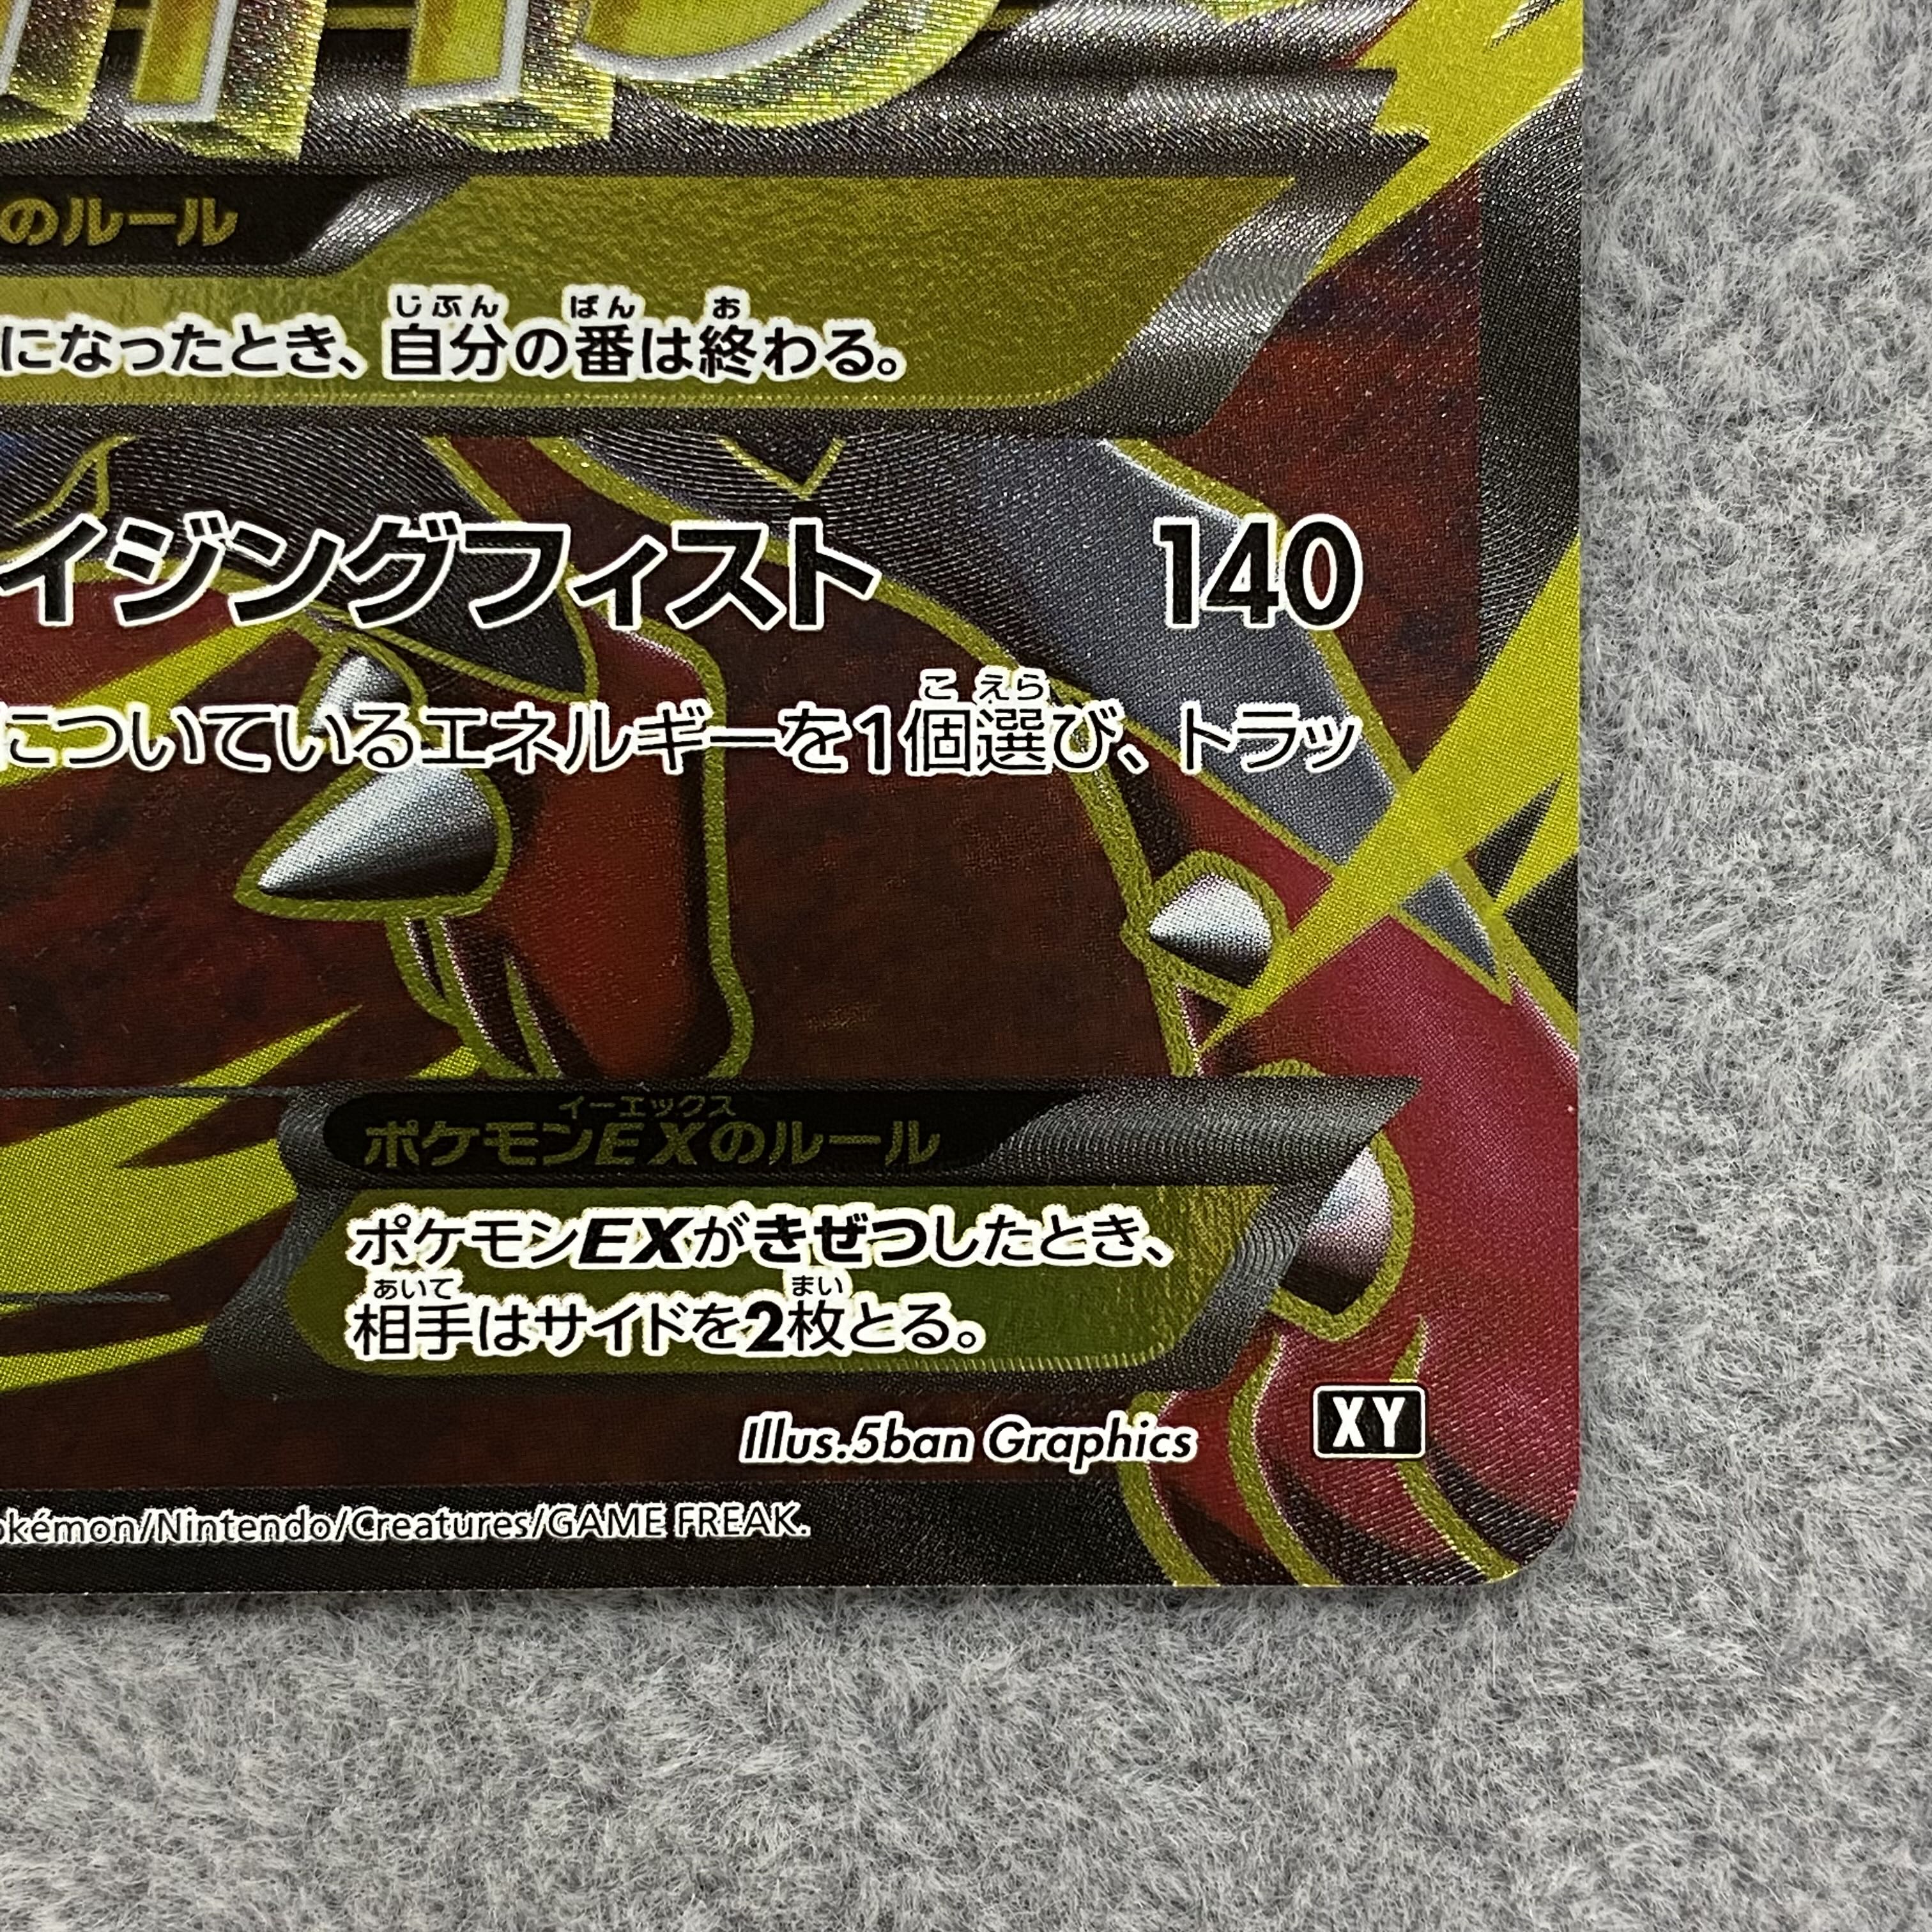 のルール
になったとき、自分の番は終わる。
イジングフィスト 140
についているエネルギーを1個選び、トラッ
ポケモンEXのルール
ポケモンEXがきぜつしたとき、
相手はサイドを2枚とる。
Illus.5ban Graphics XY
okémon/Nintendo/Creatures/GAME FREAK.